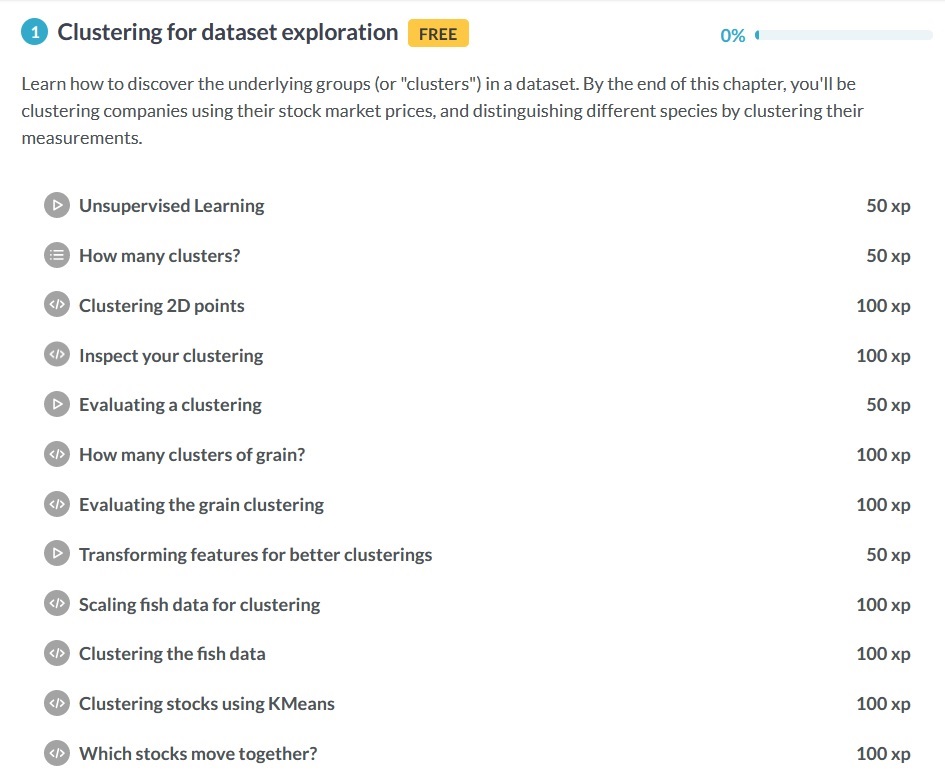 1 Clustering for dataset exploration FREE 0%
Learn how to discover the underlying groups (or "clusters") in a dataset. By the end of this chapter, you'll be
clustering companies using their stock market prices, and distinguishing different species by clustering their
measurements.
Unsupervised Learning 50 xp
How many clusters? 50 xp
Clustering 2D points 100 xp
Inspect your clustering 100 xp
Evaluating a clustering 50 xp
How many clusters of grain? 100 xp
Evaluating the grain clustering 100 xp
Transforming features for better clusterings 50 xp
Scaling fish data for clustering 100 xp
Clustering the fish data 100 xp
Clustering stocks using KMeans 100 xp
Which stocks move together? 100 xp